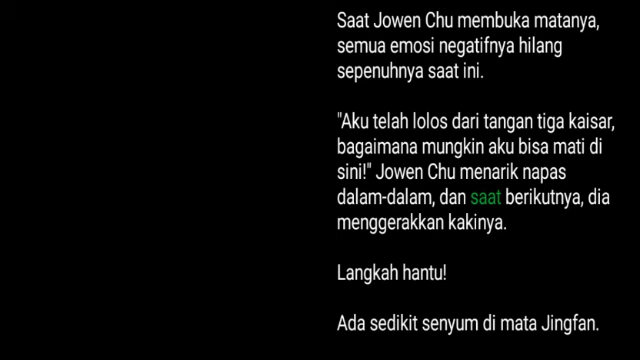 Saat Jowen Chu membuka matanya,
semua emosi negatifnya hilang
sepenuhnya saat ini.
"Aku telah lolos dari tangan tiga kaisar,
bagaimana mungkin aku bisa mati di
sini!" Jowen Chu menarik napas
dalam-dalam, dan saat berikutnya, dia
menggerakkan kakinya.
Langkah hantu!
Ada sedikit senyum di mata Jingfan.